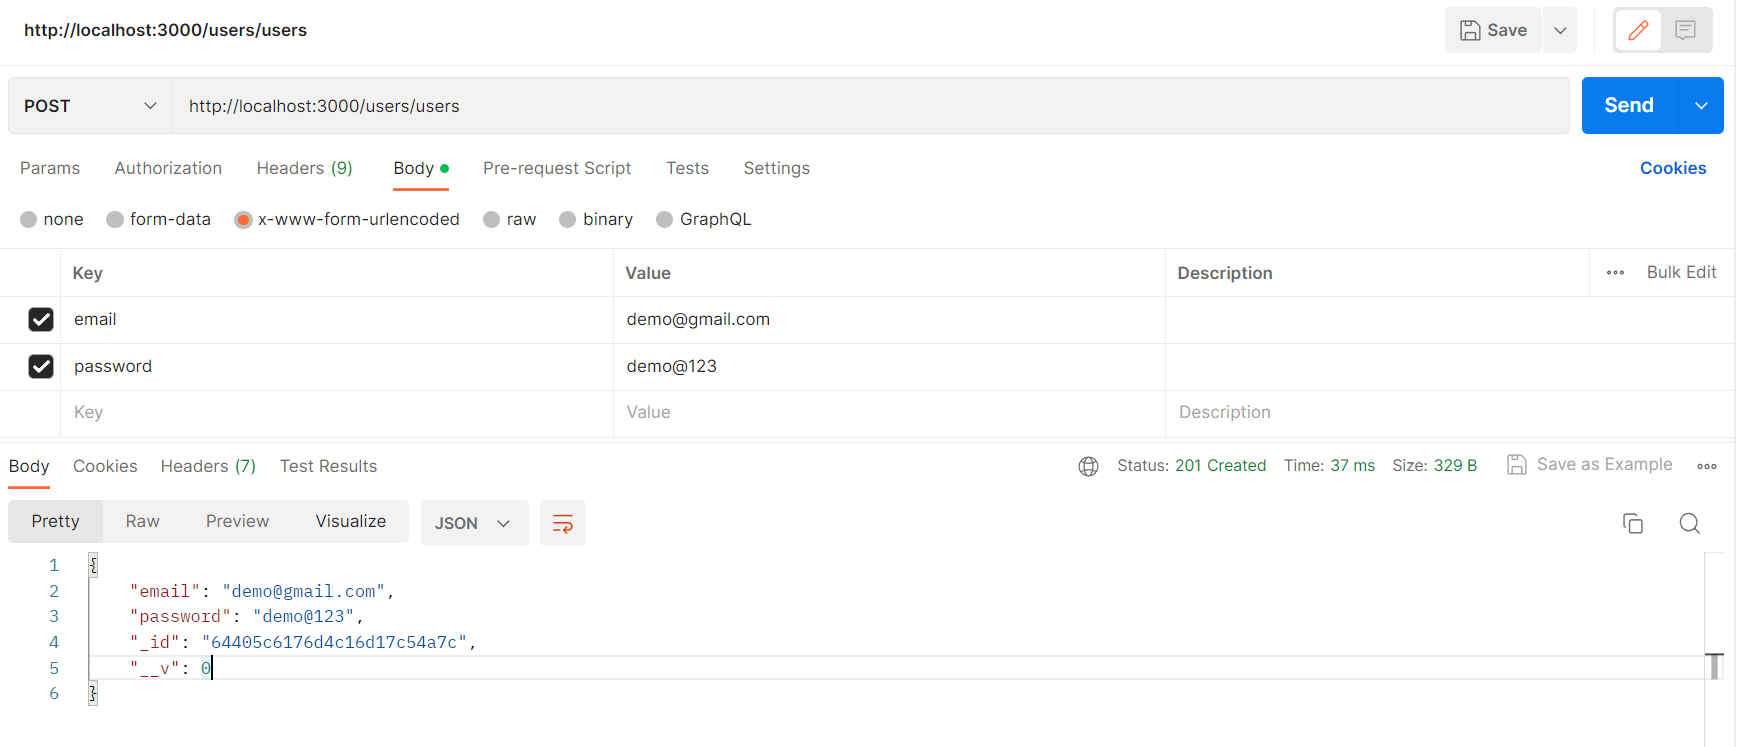 http://localhost:3000/users/users
Save
POST
http://localhost:3000/users/users
Send
Params Authorization Headers (9) Body Pre-request Script Tests Settings Cookies
none form-data x-www-form-urlencoded raw binary GraphQL
Key Value Description Bulk Edit
email demo@gmail.com
password demo@123
Key Value Description
Body Cookies Headers (7) Test Results Status: 201 Created Time: 37 ms Size: 329 B Save as Example
Pretty Raw Preview Visualize JSON
1 {
2 "email": "demo@gmail.com",
3 "password": "demo@123",
4 "_id": "64405c6176d4c16d17c54a7c",
5 "__v": 0
6 }